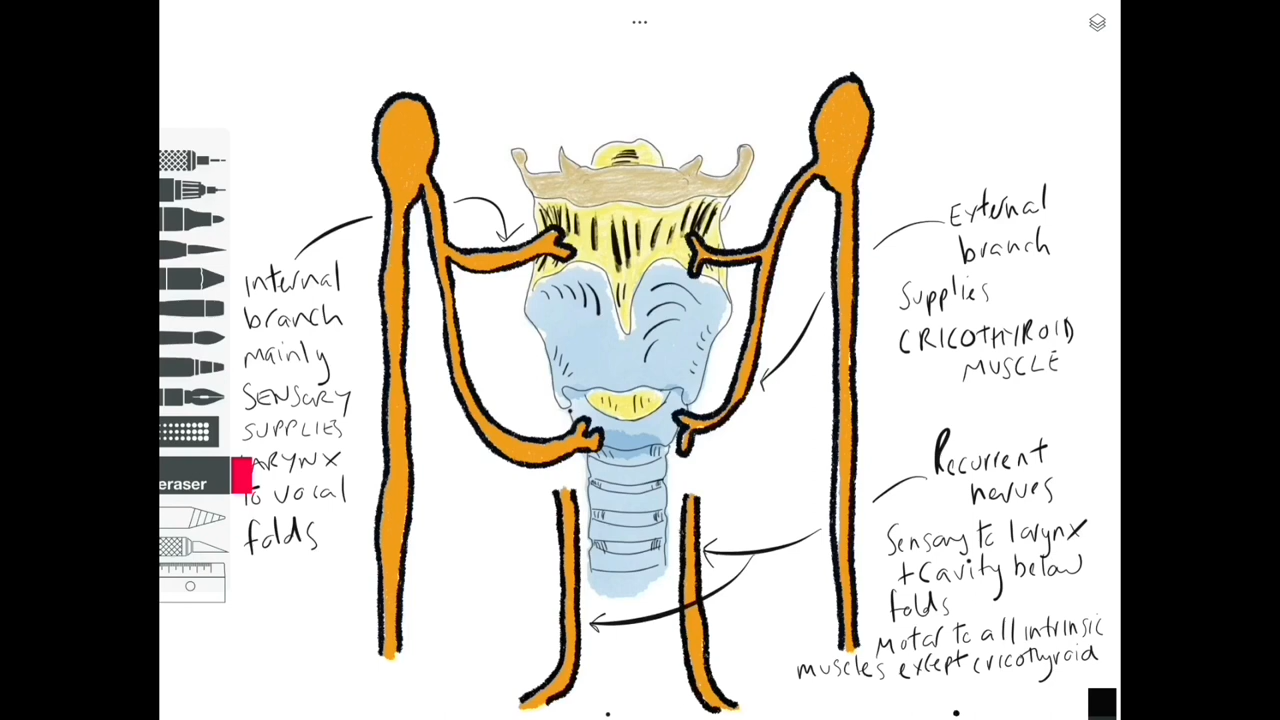 Internal
branch
mainly
SENSORY
SUPPLIES
LARYNX
To vocal
folds
eraser
External
branch
Supplies
CRICOTHYROID
MUSCLE
Recurrent
nerves
Sensory to larynx
+ Cavity below
folds
Motor to all intrinsic
muscles except cricothyroid